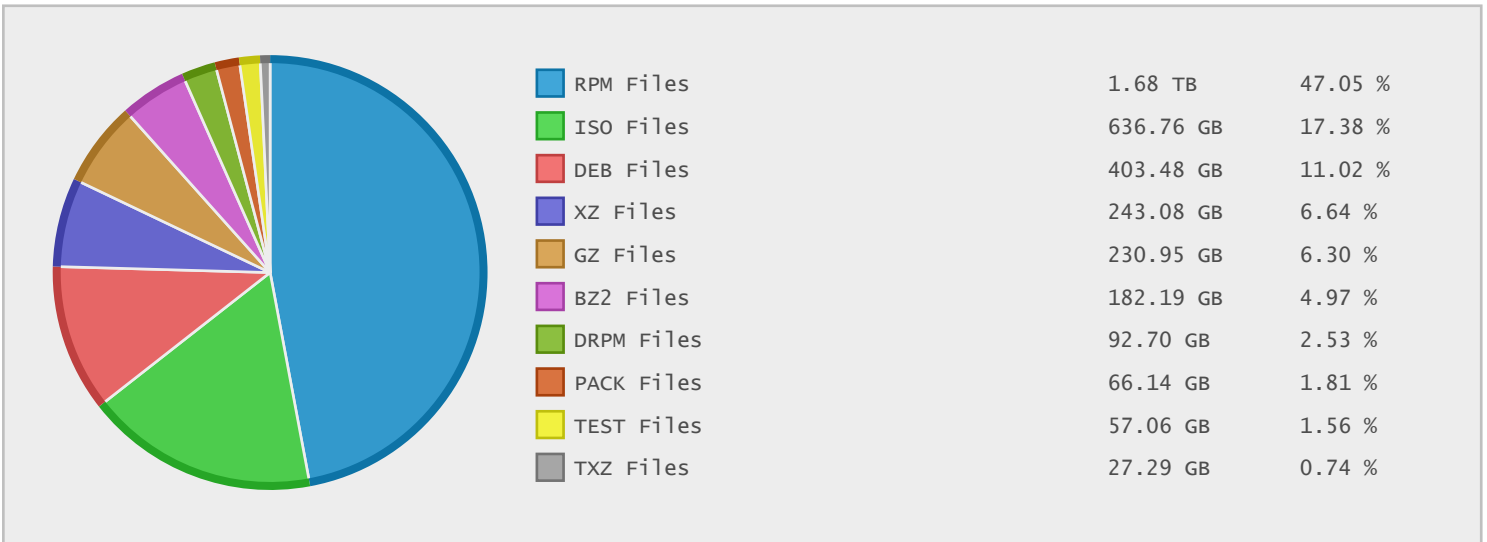 RPM Files 1.68 TB 47.05 %
ISO Files 636.76 GB 17.38 %
DEB Files 403.48 GB 11.02 %
XZ Files 243.08 GB 6.64 %
GZ Files 230.95 GB 6.30 %
BZ2 Files 182.19 GB 4.97 %
DRPM Files 92.70 GB 2.53 %
PACK Files 66.14 GB 1.81 %
TEST Files 57.06 GB 1.56 %
TXZ Files 27.29 GB 0.74 %